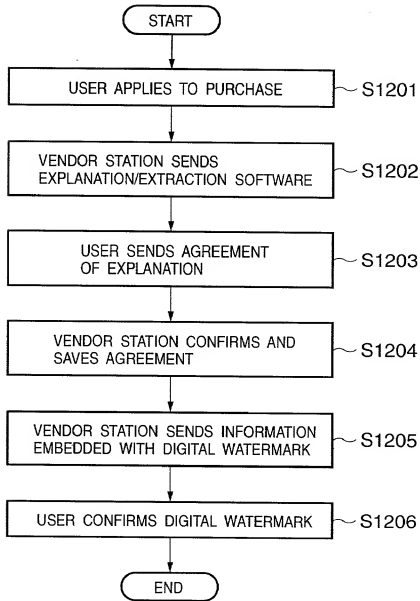 START
USER APPLIES TO PURCHASE
S1201
VENDOR STATION SENDS
EXPLANATION/EXTRACTION SOFTWARE
S1202
USER SENDS AGREEMENT
OF EXPLANATION
S1203
VENDOR STATION CONFIRMS AND
SAVES AGREEMENT
S1204
VENDOR STATION SENDS INFORMATION
EMBEDDED WITH DIGITAL WATERMARK
S1205
USER CONFIRMS DIGITAL WATERMARK
S1206
END